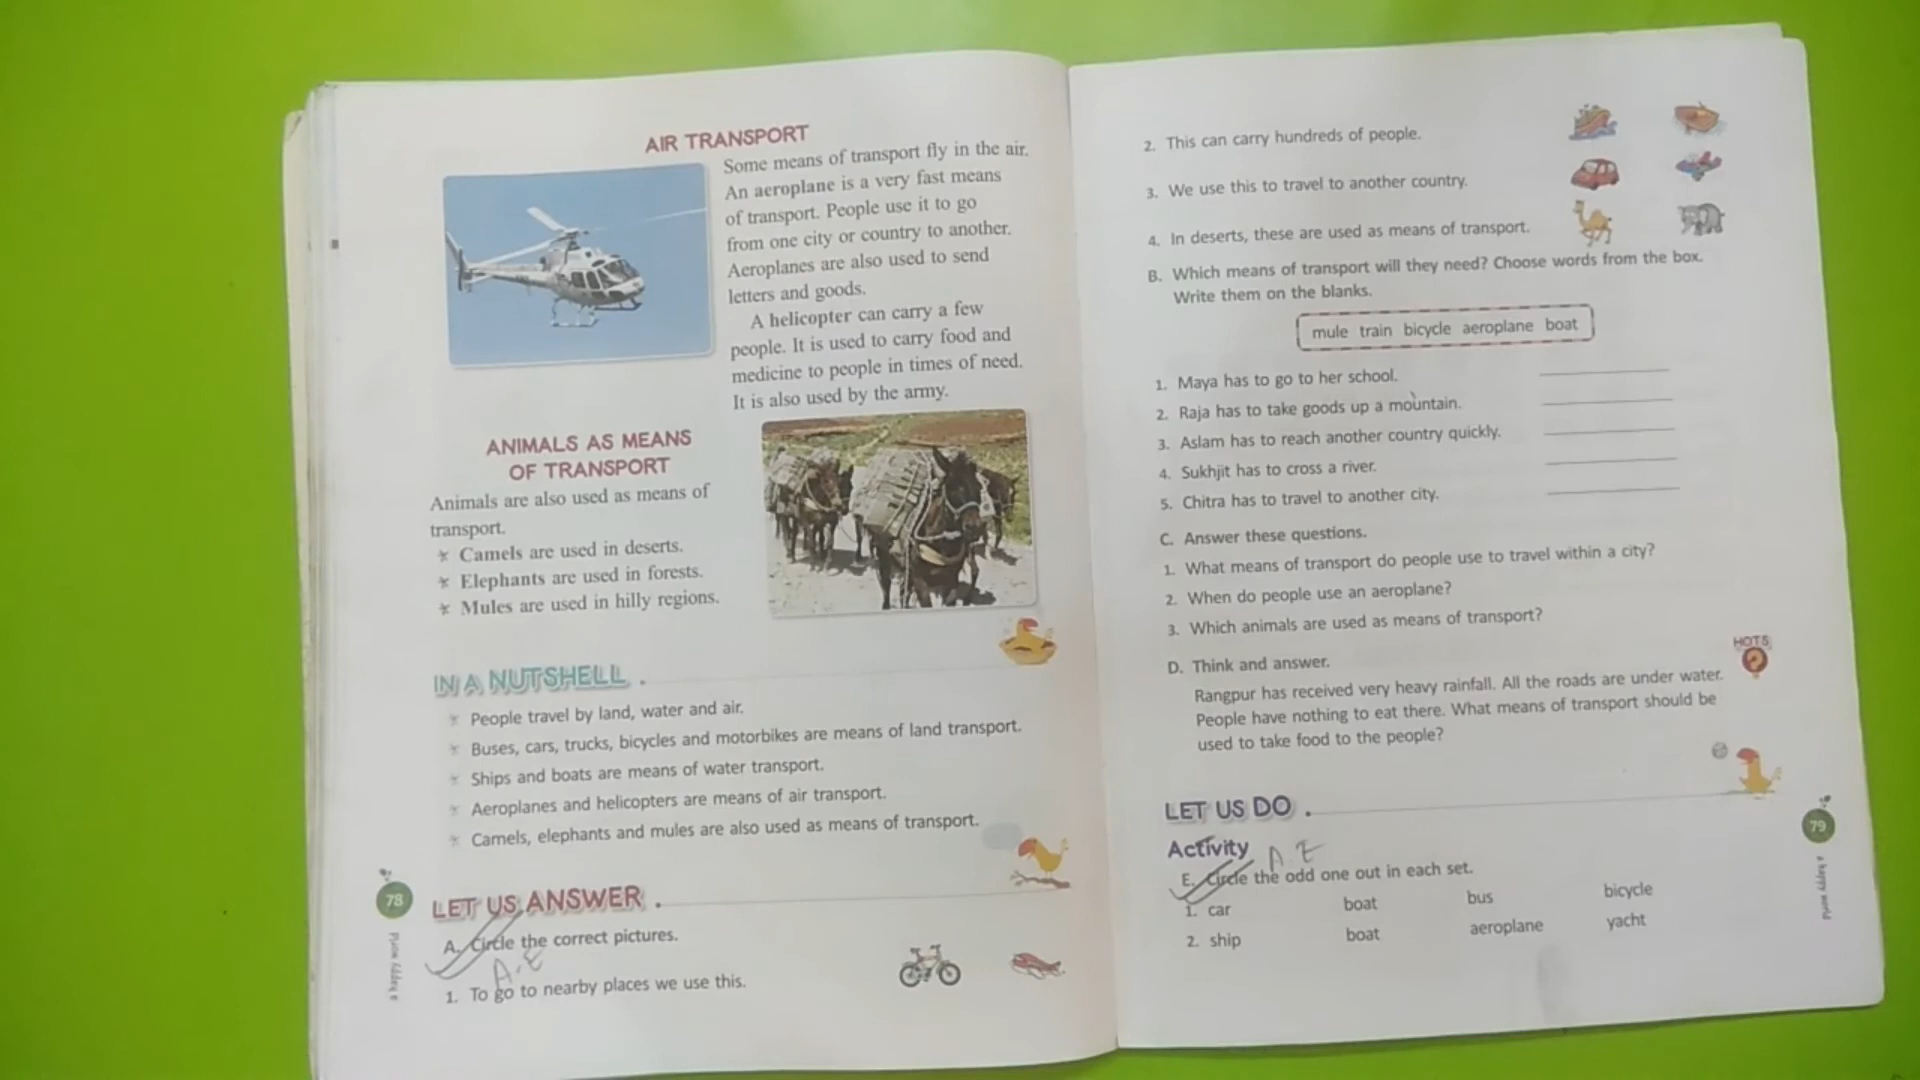 AIR TRANSPORT
Some means of transport fly in the air.
An aeroplane is a very fast means
of transport. People use it to go
from one city or country to another.
Aeroplanes are also used to send
letters and goods.
A helicopter can carry a few
people. It is used to carry food and
medicine to people in times of need.
It is also used by the army.
ANIMALS AS MEANS
OF TRANSPORT
Animals are also used as means of
transport.
Camels are used in deserts.
Elephants are used in forests.
Mules are used in hilly regions.
IN A NUTSHELL
People travel by land, water and air.
Buses, cars, trucks, bicycles and motorbikes are means of land transport.
Ships and boats are means of water transport.
Aeroplanes and helicopters are means of air transport.
Camels, elephants and mules are also used as means of transport.
78
LET US ANSWER
A. Circle the correct pictures.
A.E
1. To go to nearby places we use this.
2. This can carry hundreds of people.
3. We use this to travel to another country.
4. In deserts, these are used as means of transport.
B. Which means of transport will they need? Choose words from the box.
Write them on the blanks.
mule train bicycle aeroplane boat
1. Maya has to go to her school.
2. Raja has to take goods up a mountain.
3. Aslam has to reach another country quickly.
4. Sukhjit has to cross a river.
5. Chitra has to travel to another city.
C. Answer these questions.
1. What means of transport do people use to travel within a city?
2. When do people use an aeroplane?
3. Which animals are used as means of transport?
HOTS
D. Think and answer.
Rangpur has received very heavy rainfall. All the roads are under water.
People have nothing to eat there. What means of transport should be
used to take food to the people?
LET US DO
79
a happy world
Activity
A.E
E. Circle the odd one out in each set.
1. car boat bus bicycle
2. ship boat aeroplane yacht